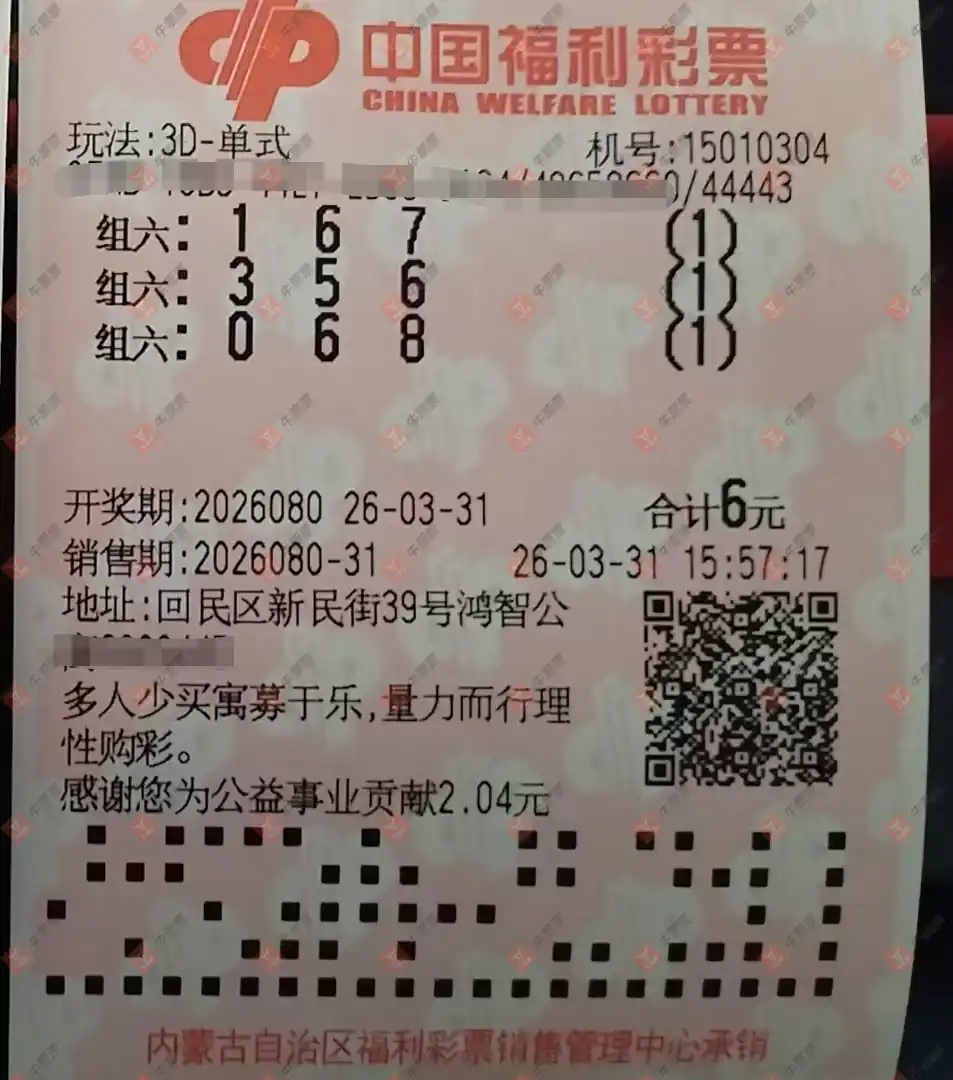 中国福利彩票
CHINA WELFARE LOTTERY
玩法:3D-单式 机号:15010304
/44443
组六: 1 6 7 (1)
组六: 3 5 6 (1)
组六: 0 6 8 (1)
开奖期:2026080 26-03-31 合计6元
销售期:2026080-31 26-03-31 15:57:17
地址:回民区新民街39号鸿智公
多人少买寓募于乐,量力而行理
性购彩。
感谢您为公益事业贡献2.04元
内蒙古自治区福利彩票销售管理中心承销